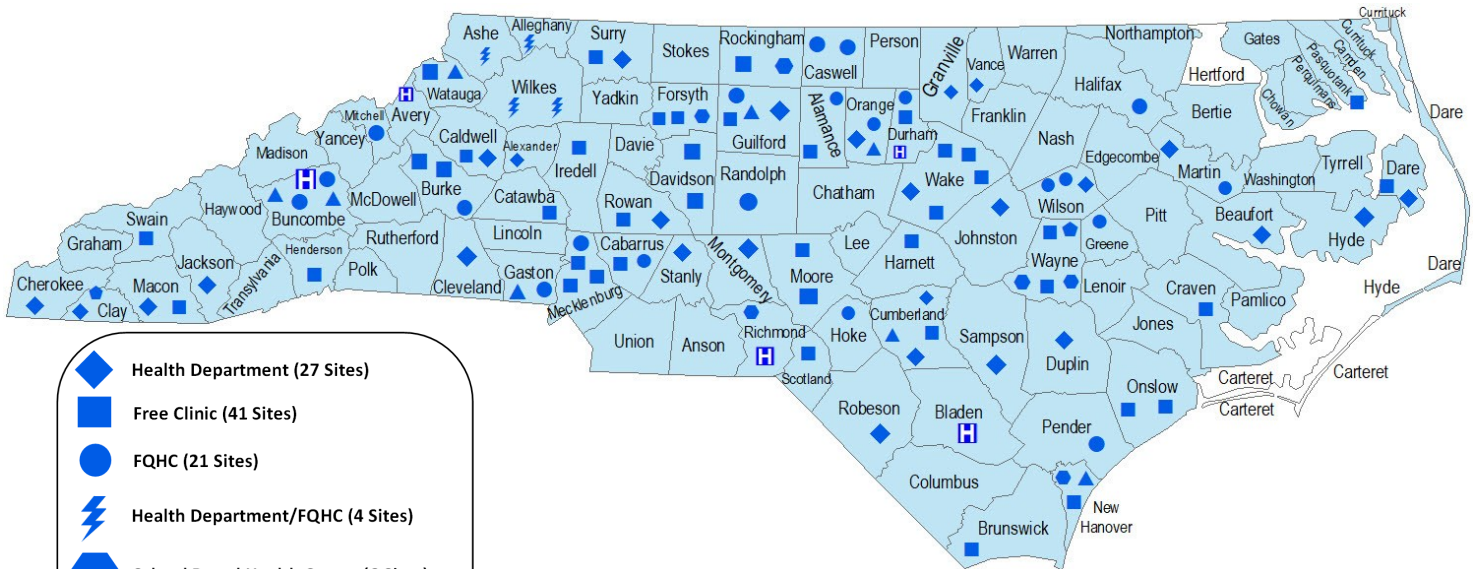 Currituck
Alleghany
Ashe
Surry
Stokes
Rockingham
Caswell
Person
Granville
Vance
Warren
Northampton
Gates
Currituck
Camden
Pasquotank
Perquimans
Chowan
Hertford
Halifax
Bertie
Dare
Watauga
Wilkes
Yadkin
Forsyth
Guilford
Alamance
Orange
Durham
Franklin
Nash
Edgecombe
Martin
Washington
Tyrrell
Dare
Mitchell
Avery
Yancey
Madison
Caldwell
Alexander
Iredell
Davie
Davidson
Randolph
Chatham
Wake
Wilson
Pitt
Beaufort
Hyde
Haywood
Buncombe
McDowell
Burke
Catawba
Rowan
Swain
Graham
Henderson
Rutherford
Lincoln
Cabarrus
Montgomery
Lee
Harnett
Johnston
Greene
Wayne
Lenoir
Craven
Pamlico
Hyde
Dare
Cherokee
Clay
Macon
Jackson
Transylvania
Polk
Cleveland
Gaston
Mecklenburg
Stanly
Moore
Union
Anson
Richmond
Scotland
Hoke
Cumberland
Sampson
Duplin
Jones
Onslow
Carteret
Carteret
Carteret
Robeson
Bladen
Pender
Columbus
Brunswick
New
Hanover
Health Department (27 Sites)
Free Clinic (41 Sites)
FQHC (21 Sites)
Health Department/FQHC (4 Sites)